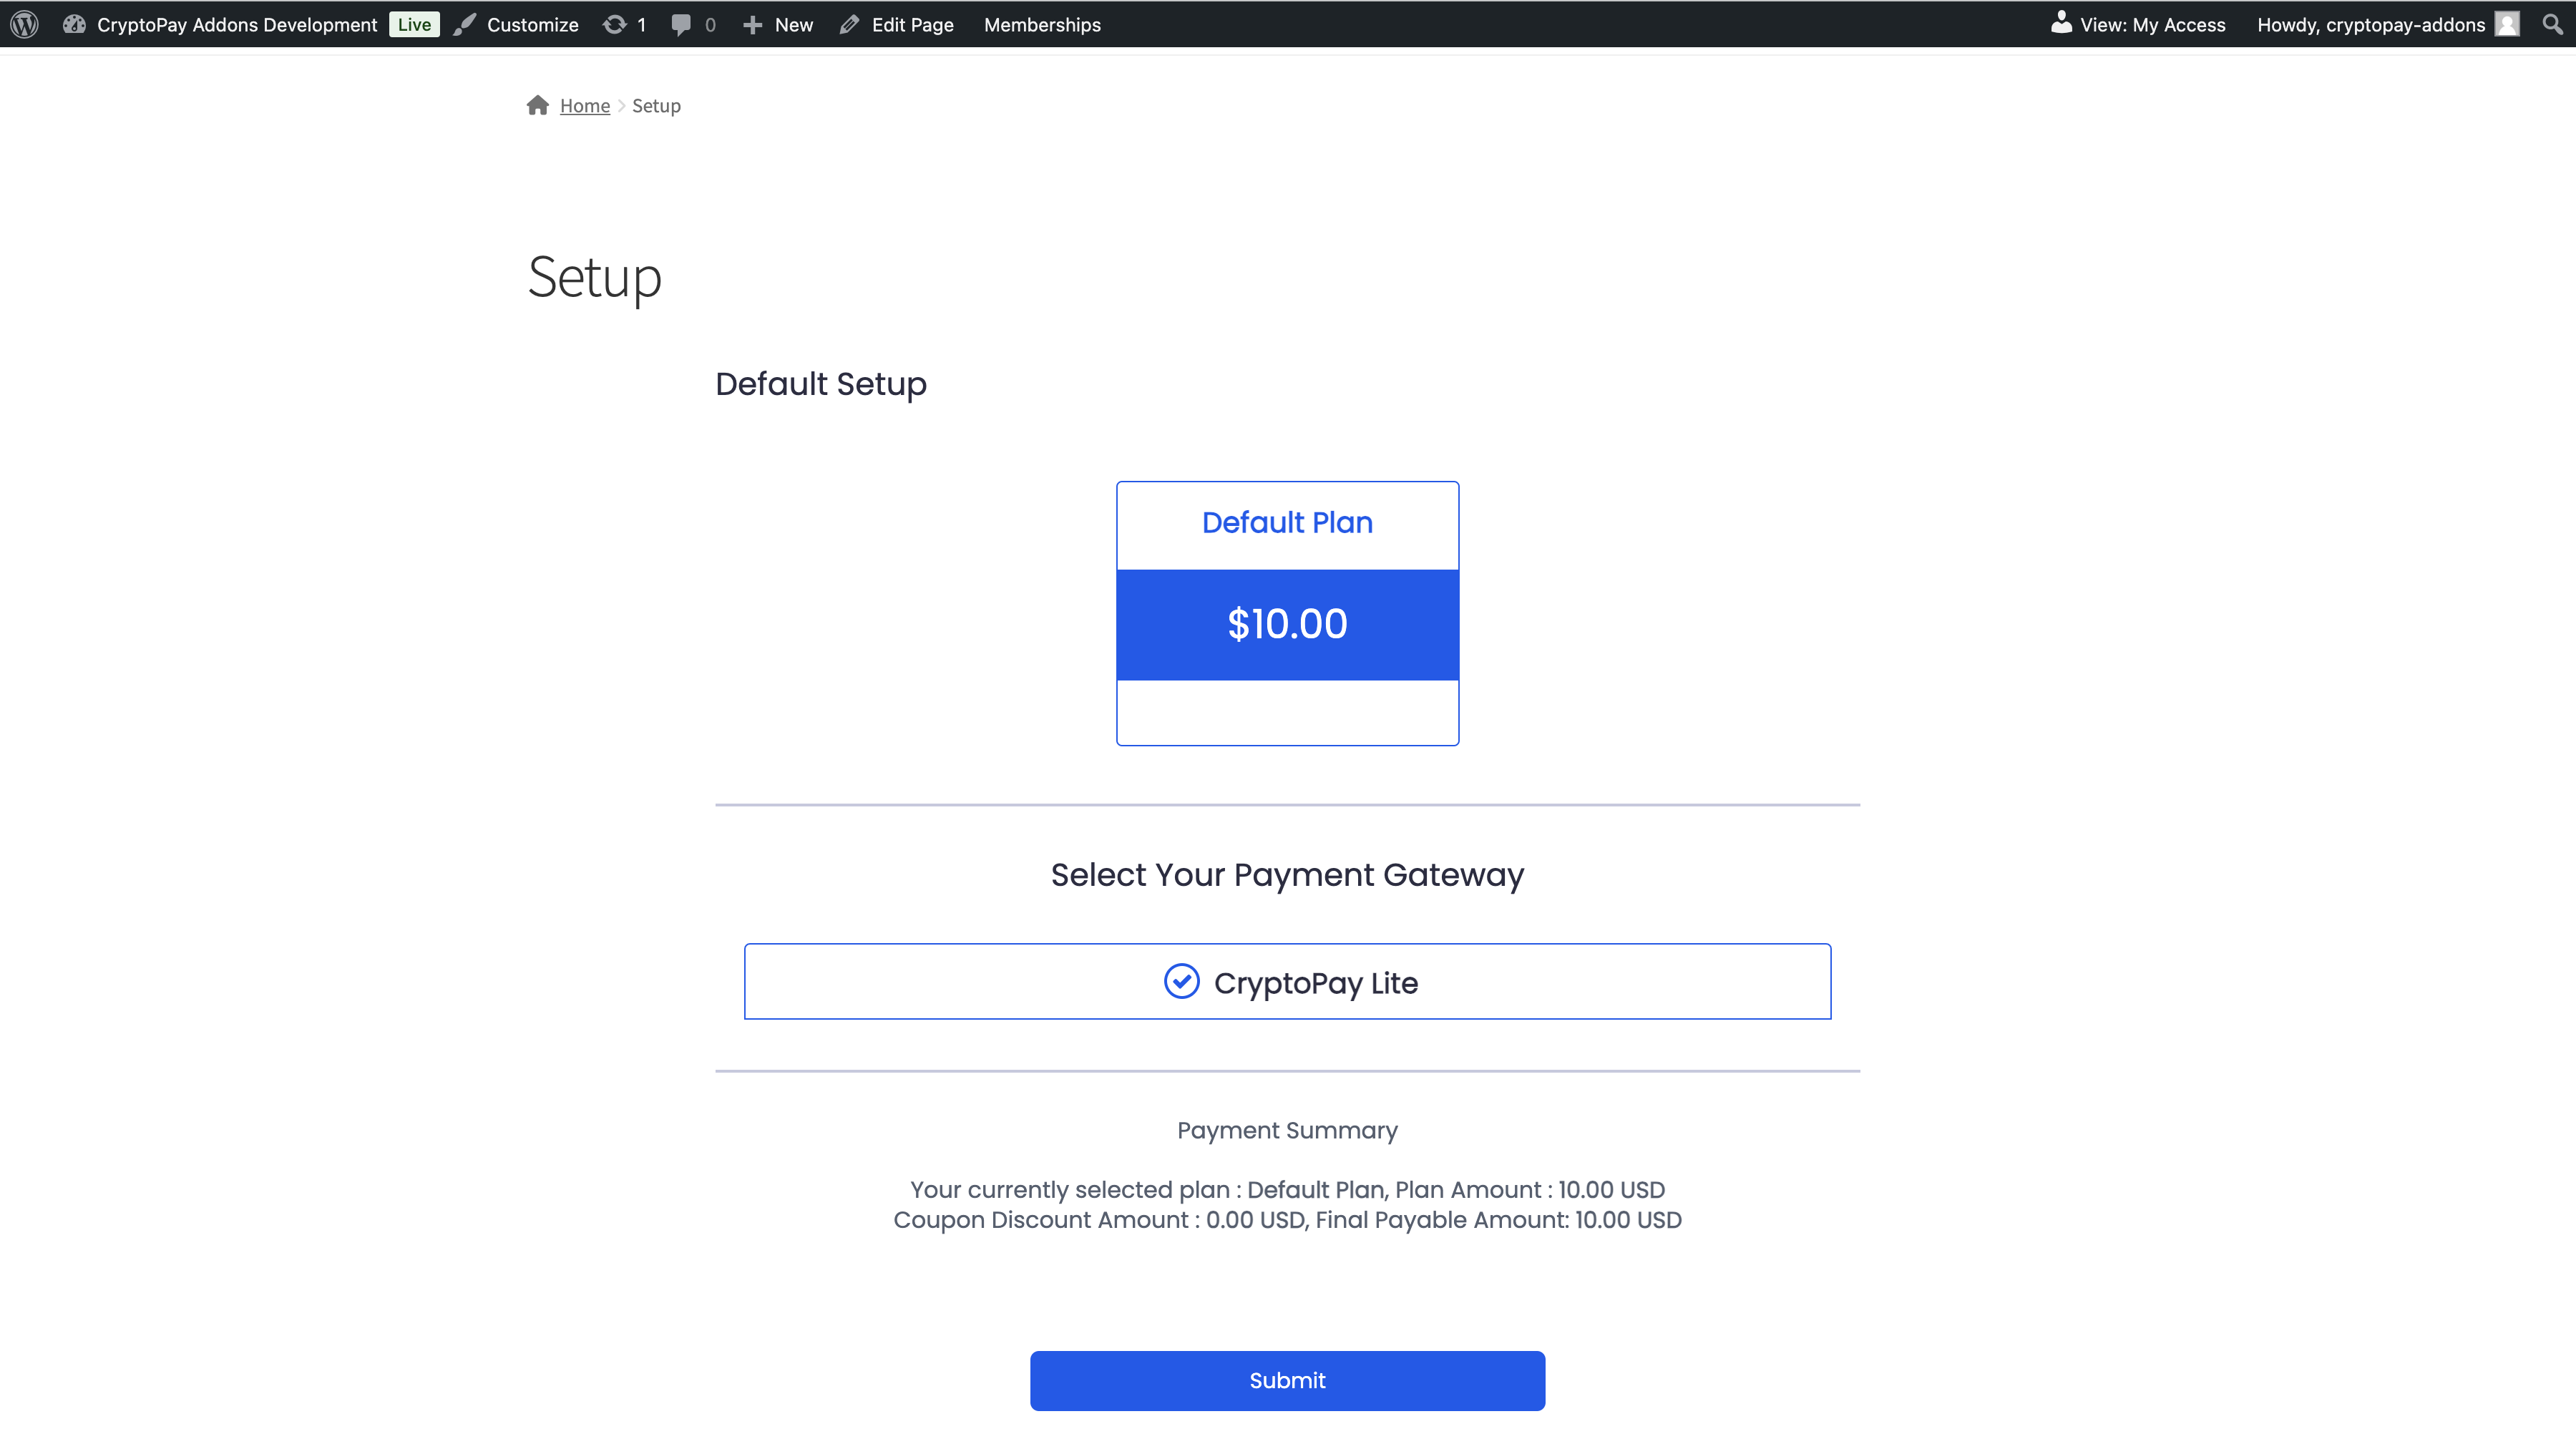 CryptoPay Addons Development Live Customize 1 0 New Edit Page Memberships View: My Access Howdy, cryptopay-addons
Home Setup
Setup
Default Setup
Default Plan
$10.00
Select Your Payment Gateway
CryptoPay Lite
Payment Summary
Your currently selected plan : Default Plan, Plan Amount : 10.00 USD
Coupon Discount Amount : 0.00 USD, Final Payable Amount: 10.00 USD
Submit